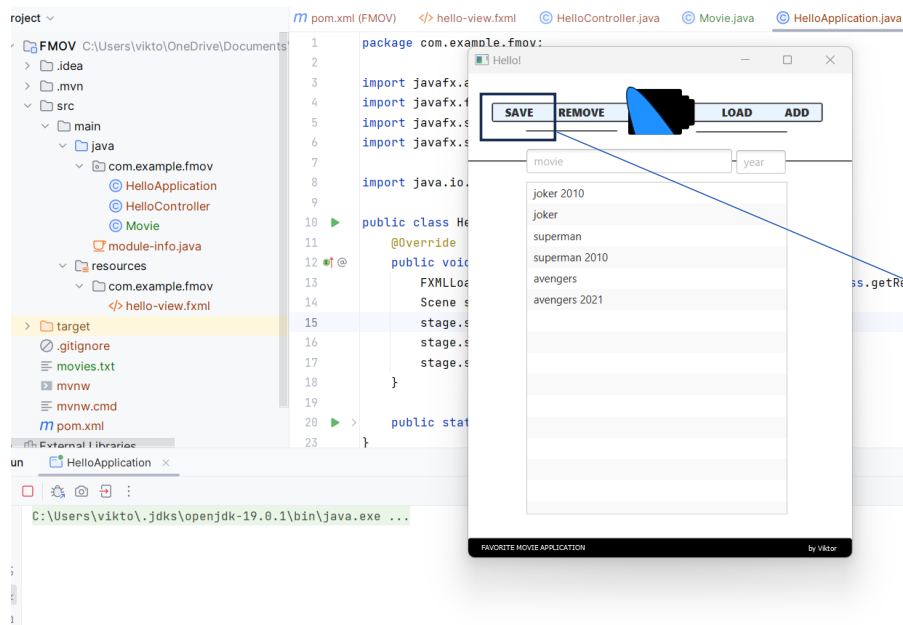 roject
FMOV C:\Users\vikto\OneDrive\Documents
.idea
.mvn
src
main
java
com.example.fmov
HelloApplication
HelloController
Movie
module-info.java
resources
com.example.fmov
hello-view.fxml
target
.gitignore
movies.txt
mvnw
mvnw.cmd
pom.xml
External Libraries
pom.xml (FMOV) hello-view.fxml HelloController.java Movie.java HelloApplication.java
1 package com.example.fmov;
2
3 import javafx.a
4 import javafx.f
5 import javafx.s
6 import javafx.s
7
8 import java.io.
9
10 public class He
11 @Override
12 public voic
13 FXMLLoa ss.getRe
14 Scene s
15 stage.s
16 stage.s
17 stage.s
18 }
19
20 public stat
23 }
Hello!
SAVE REMOVE LOAD ADD
movie year
joker 2010
joker
superman
superman 2010
avengers
avengers 2021
FAVORITE MOVIE APPLICATION by Viktor
un HelloApplication
C:\Users\vikto\.jdks\openjdk-19.0.1\bin\java.exe ...